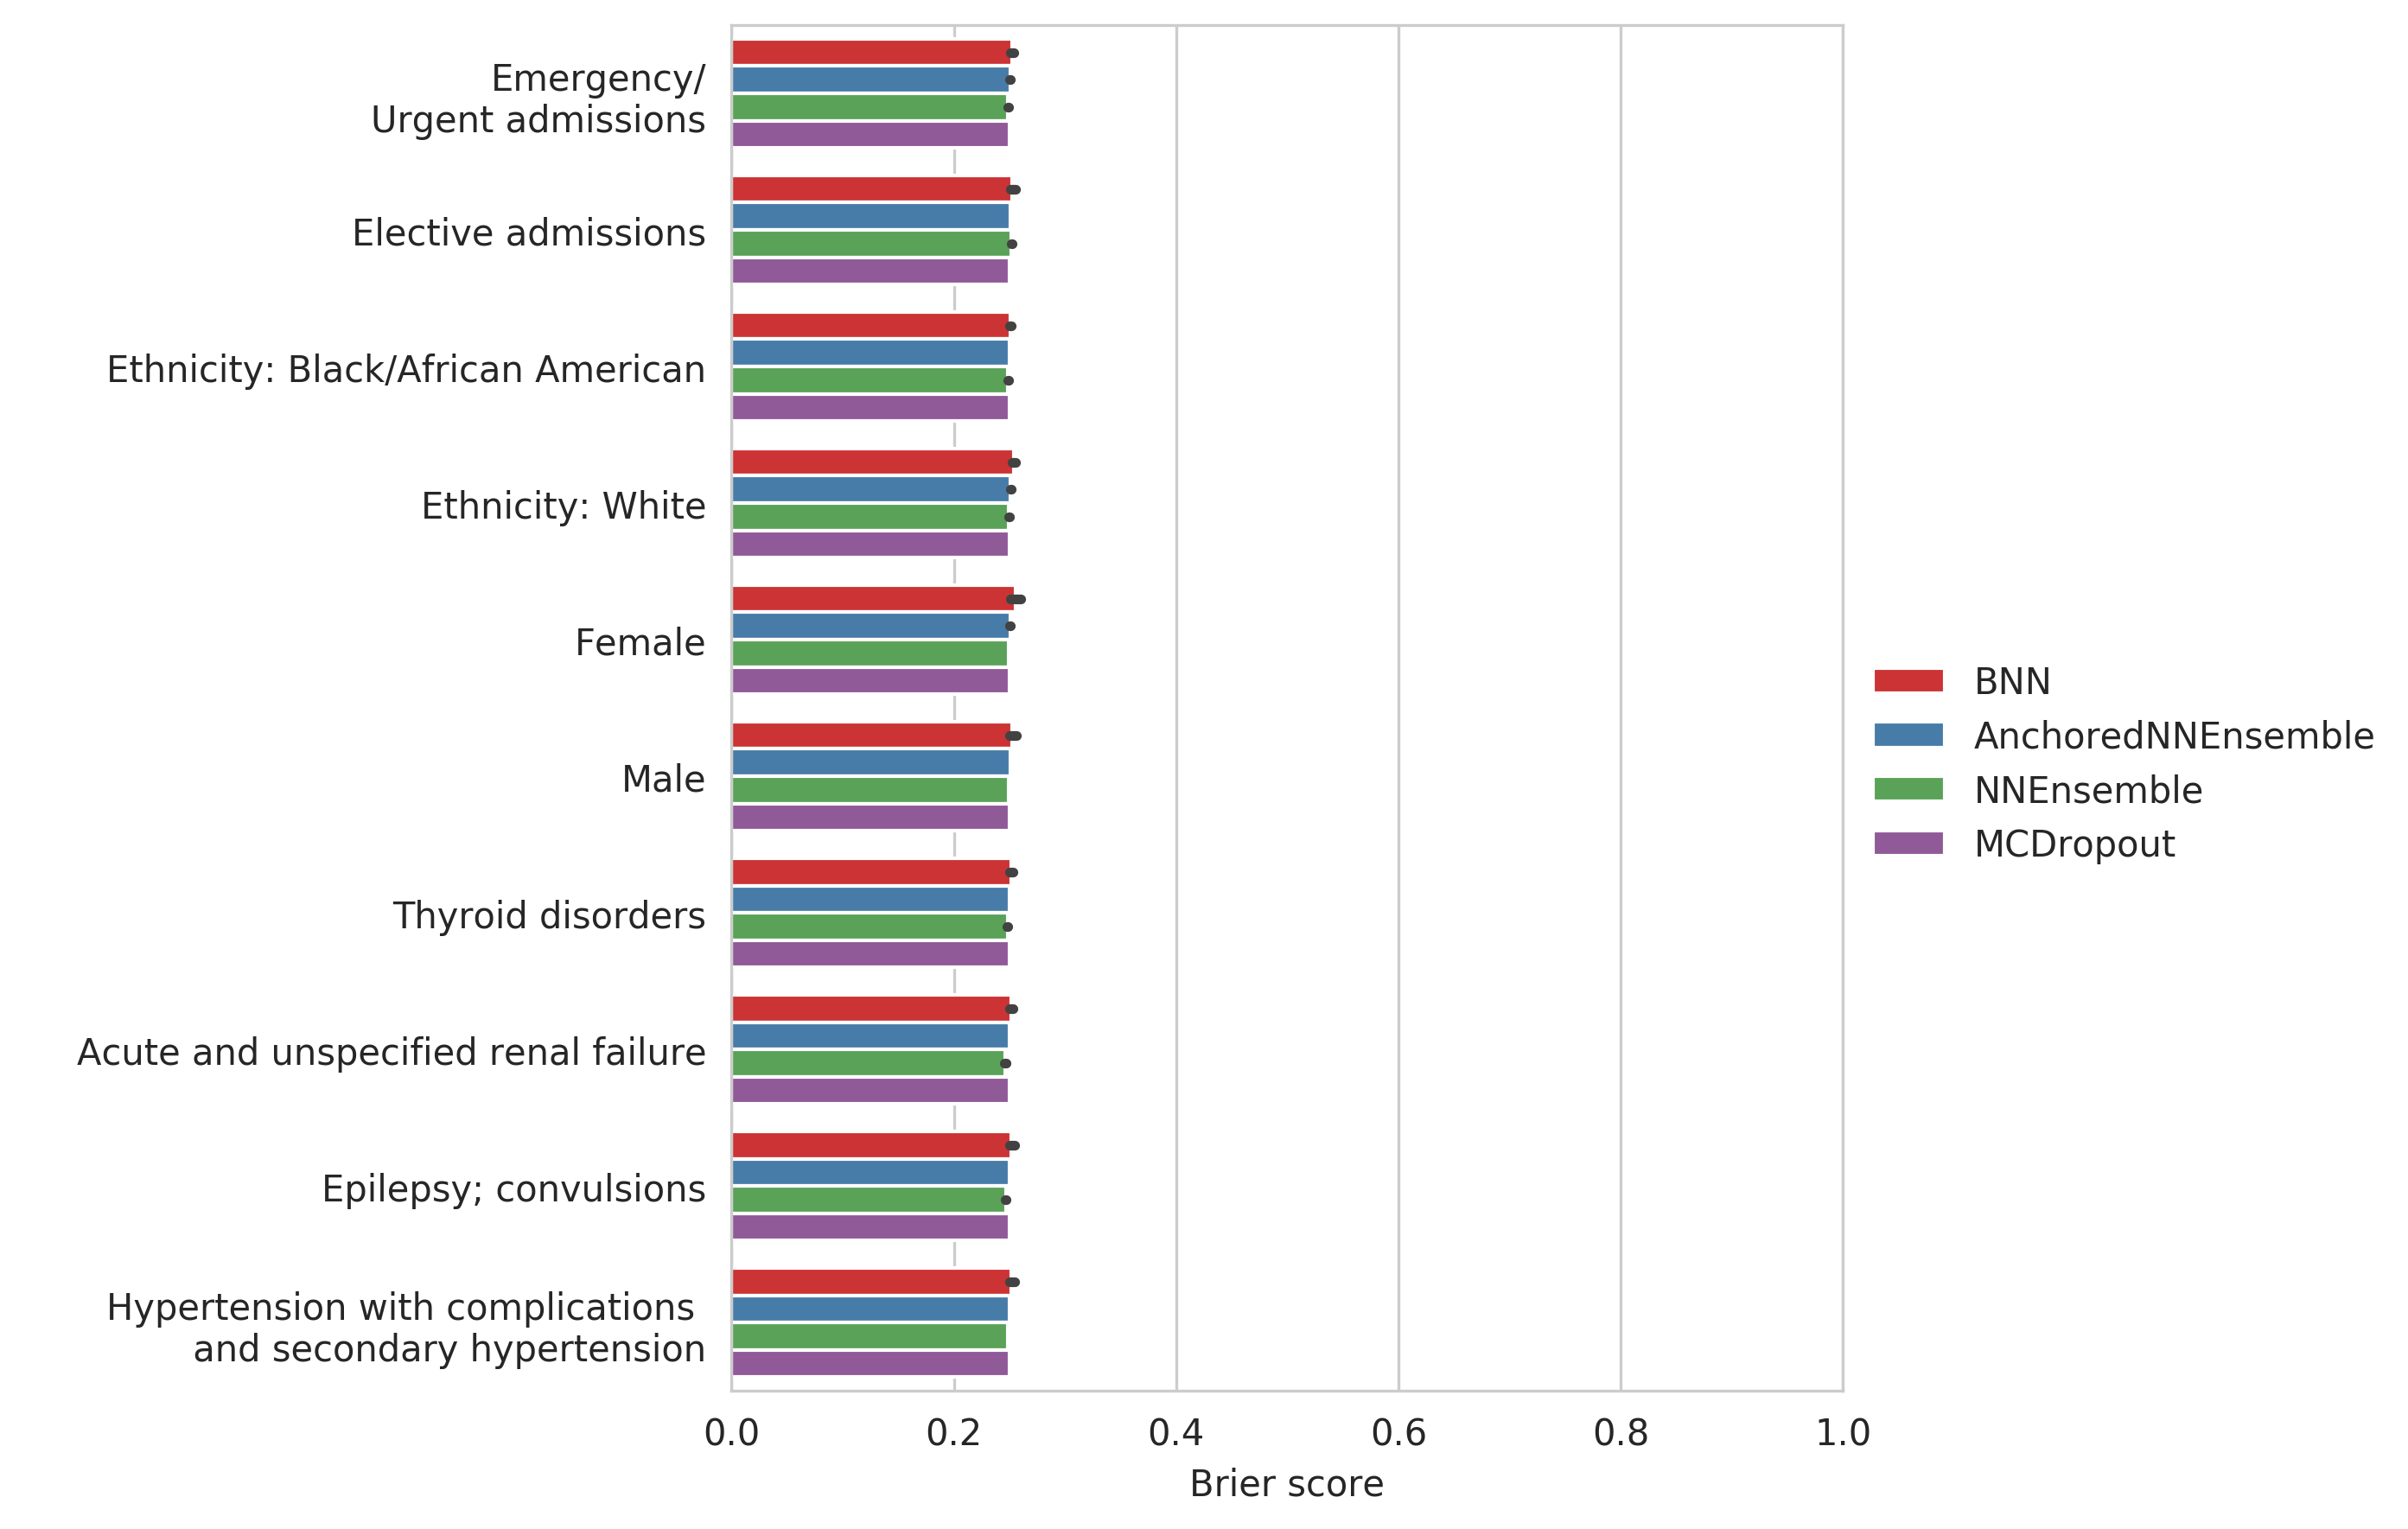 Emergency/
Urgent admissions
Elective admissions
Ethnicity: Black/African American
Ethnicity: White
Female
Male
Thyroid disorders
Acute and unspecified renal failure
Epilepsy; convulsions
Hypertension with complications
and secondary hypertension
0.0 0.2 0.4 0.6 0.8 1.0
Brier score
BNN
AnchoredNNEnsemble
NNEnsemble
MCDropout